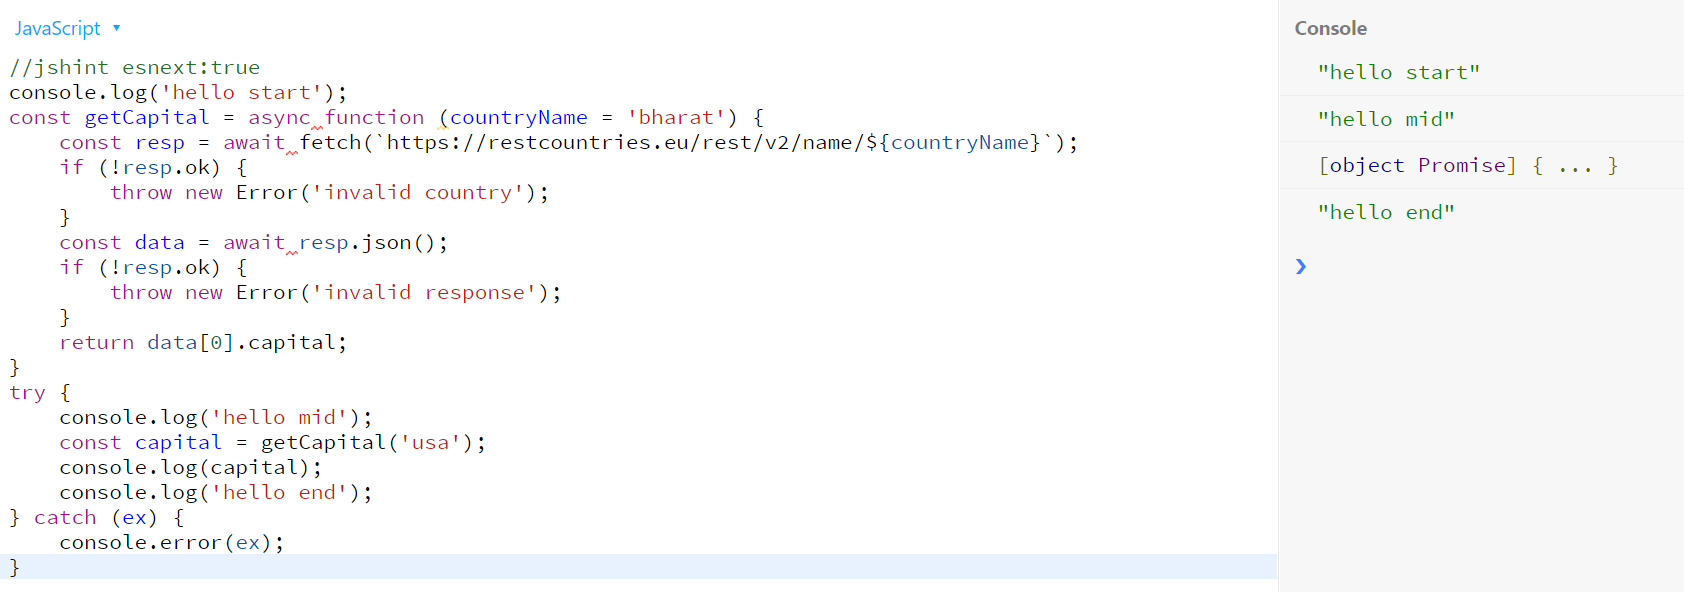 JavaScript
//jshint esnext:true
console.log('hello start');
const getCapital = async function (countryName = 'bharat') {
    const resp = await fetch(`https://restcountries.eu/rest/v2/name/${countryName}`);
    if (!resp.ok) {
        throw new Error('invalid country');
    }
    const data = await resp.json();
    if (!resp.ok) {
        throw new Error('invalid response');
    }
    return data[0].capital;
}
try {
    console.log('hello mid');
    const capital = getCapital('usa');
    console.log(capital);
    console.log('hello end');
} catch (ex) {
    console.error(ex);
}
Console
"hello start"
"hello mid"
[object Promise] { ... }
"hello end"